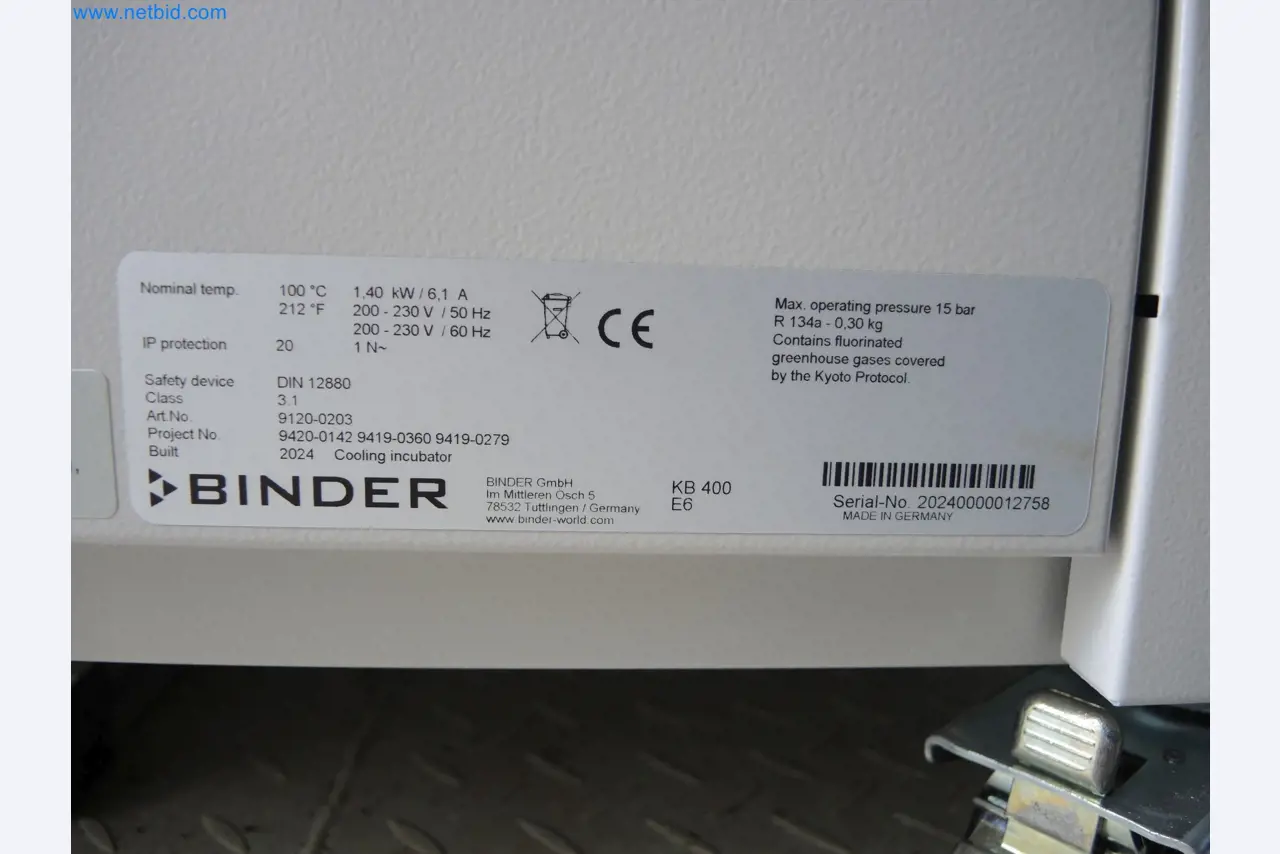 www.netbid.com
Nominal temp. 100 °C 1,40 kW / 6,1 A
212 °F 200 - 230 V / 50 Hz
200 - 230 V / 60 Hz
IP protection 20 1 N~
Safety device DIN 12880
Class 3.1
Art.No. 9120-0203
Project No. 9420-0142 9419-0360 9419-0279
Built 2024 Cooling incubator
Max. operating pressure 15 bar
R 134a - 0,30 kg
Contains fluorinated
greenhouse gases covered
by the Kyoto Protocol.
CE
BINDER
BINDER GmbH
Im Mittleren Ösch 5
78532 Tuttlingen / Germany
www.binder-world.com
KB 400
E6
Serial-No. 20240000012758
MADE IN GERMANY